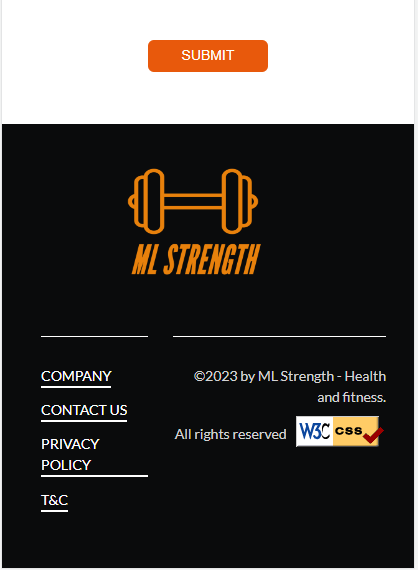 SUBMIT
ML STRENGTH
COMPANY
CONTACT US
PRIVACY
POLICY
T&C
©2023 by ML Strength - Health
and fitness.
All rights reserved
W3C css